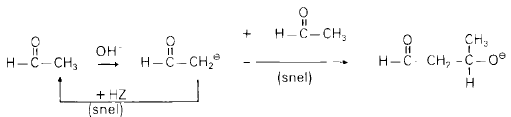 O + H–C–CH₃
O OH⁻ O O CH₃
H–C–CH₃ → H–C–CH₂⊖ – → H–C CH₂–C–O⊖
(snel) H
+ HZ
(snel)